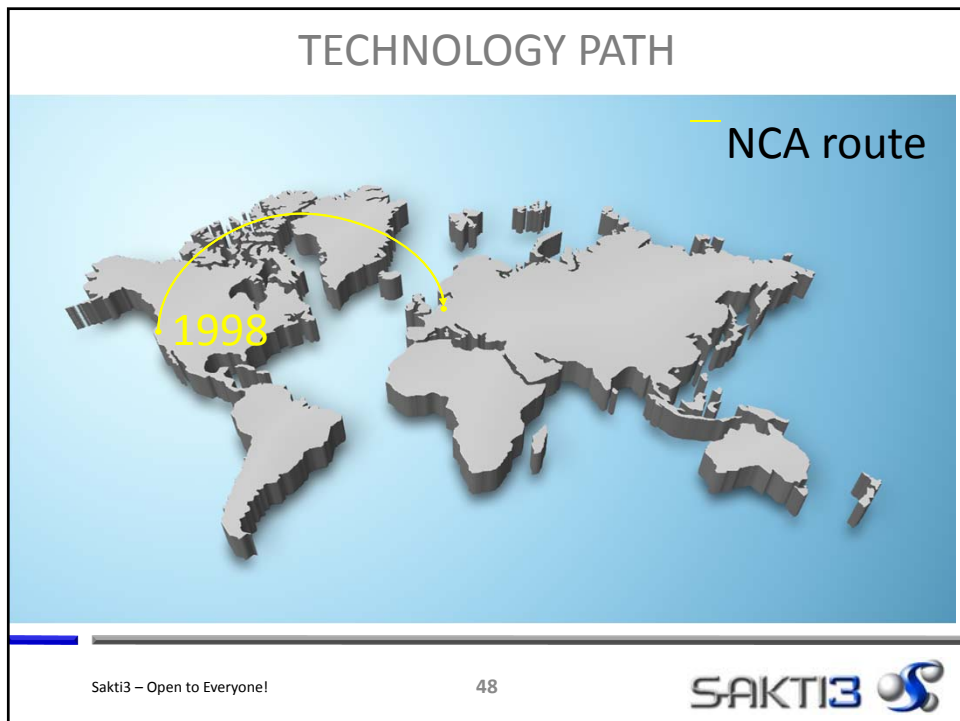 TECHNOLOGY PATH
NCA route
1998
Sakti3 – Open to Everyone!
48
SAKTI3